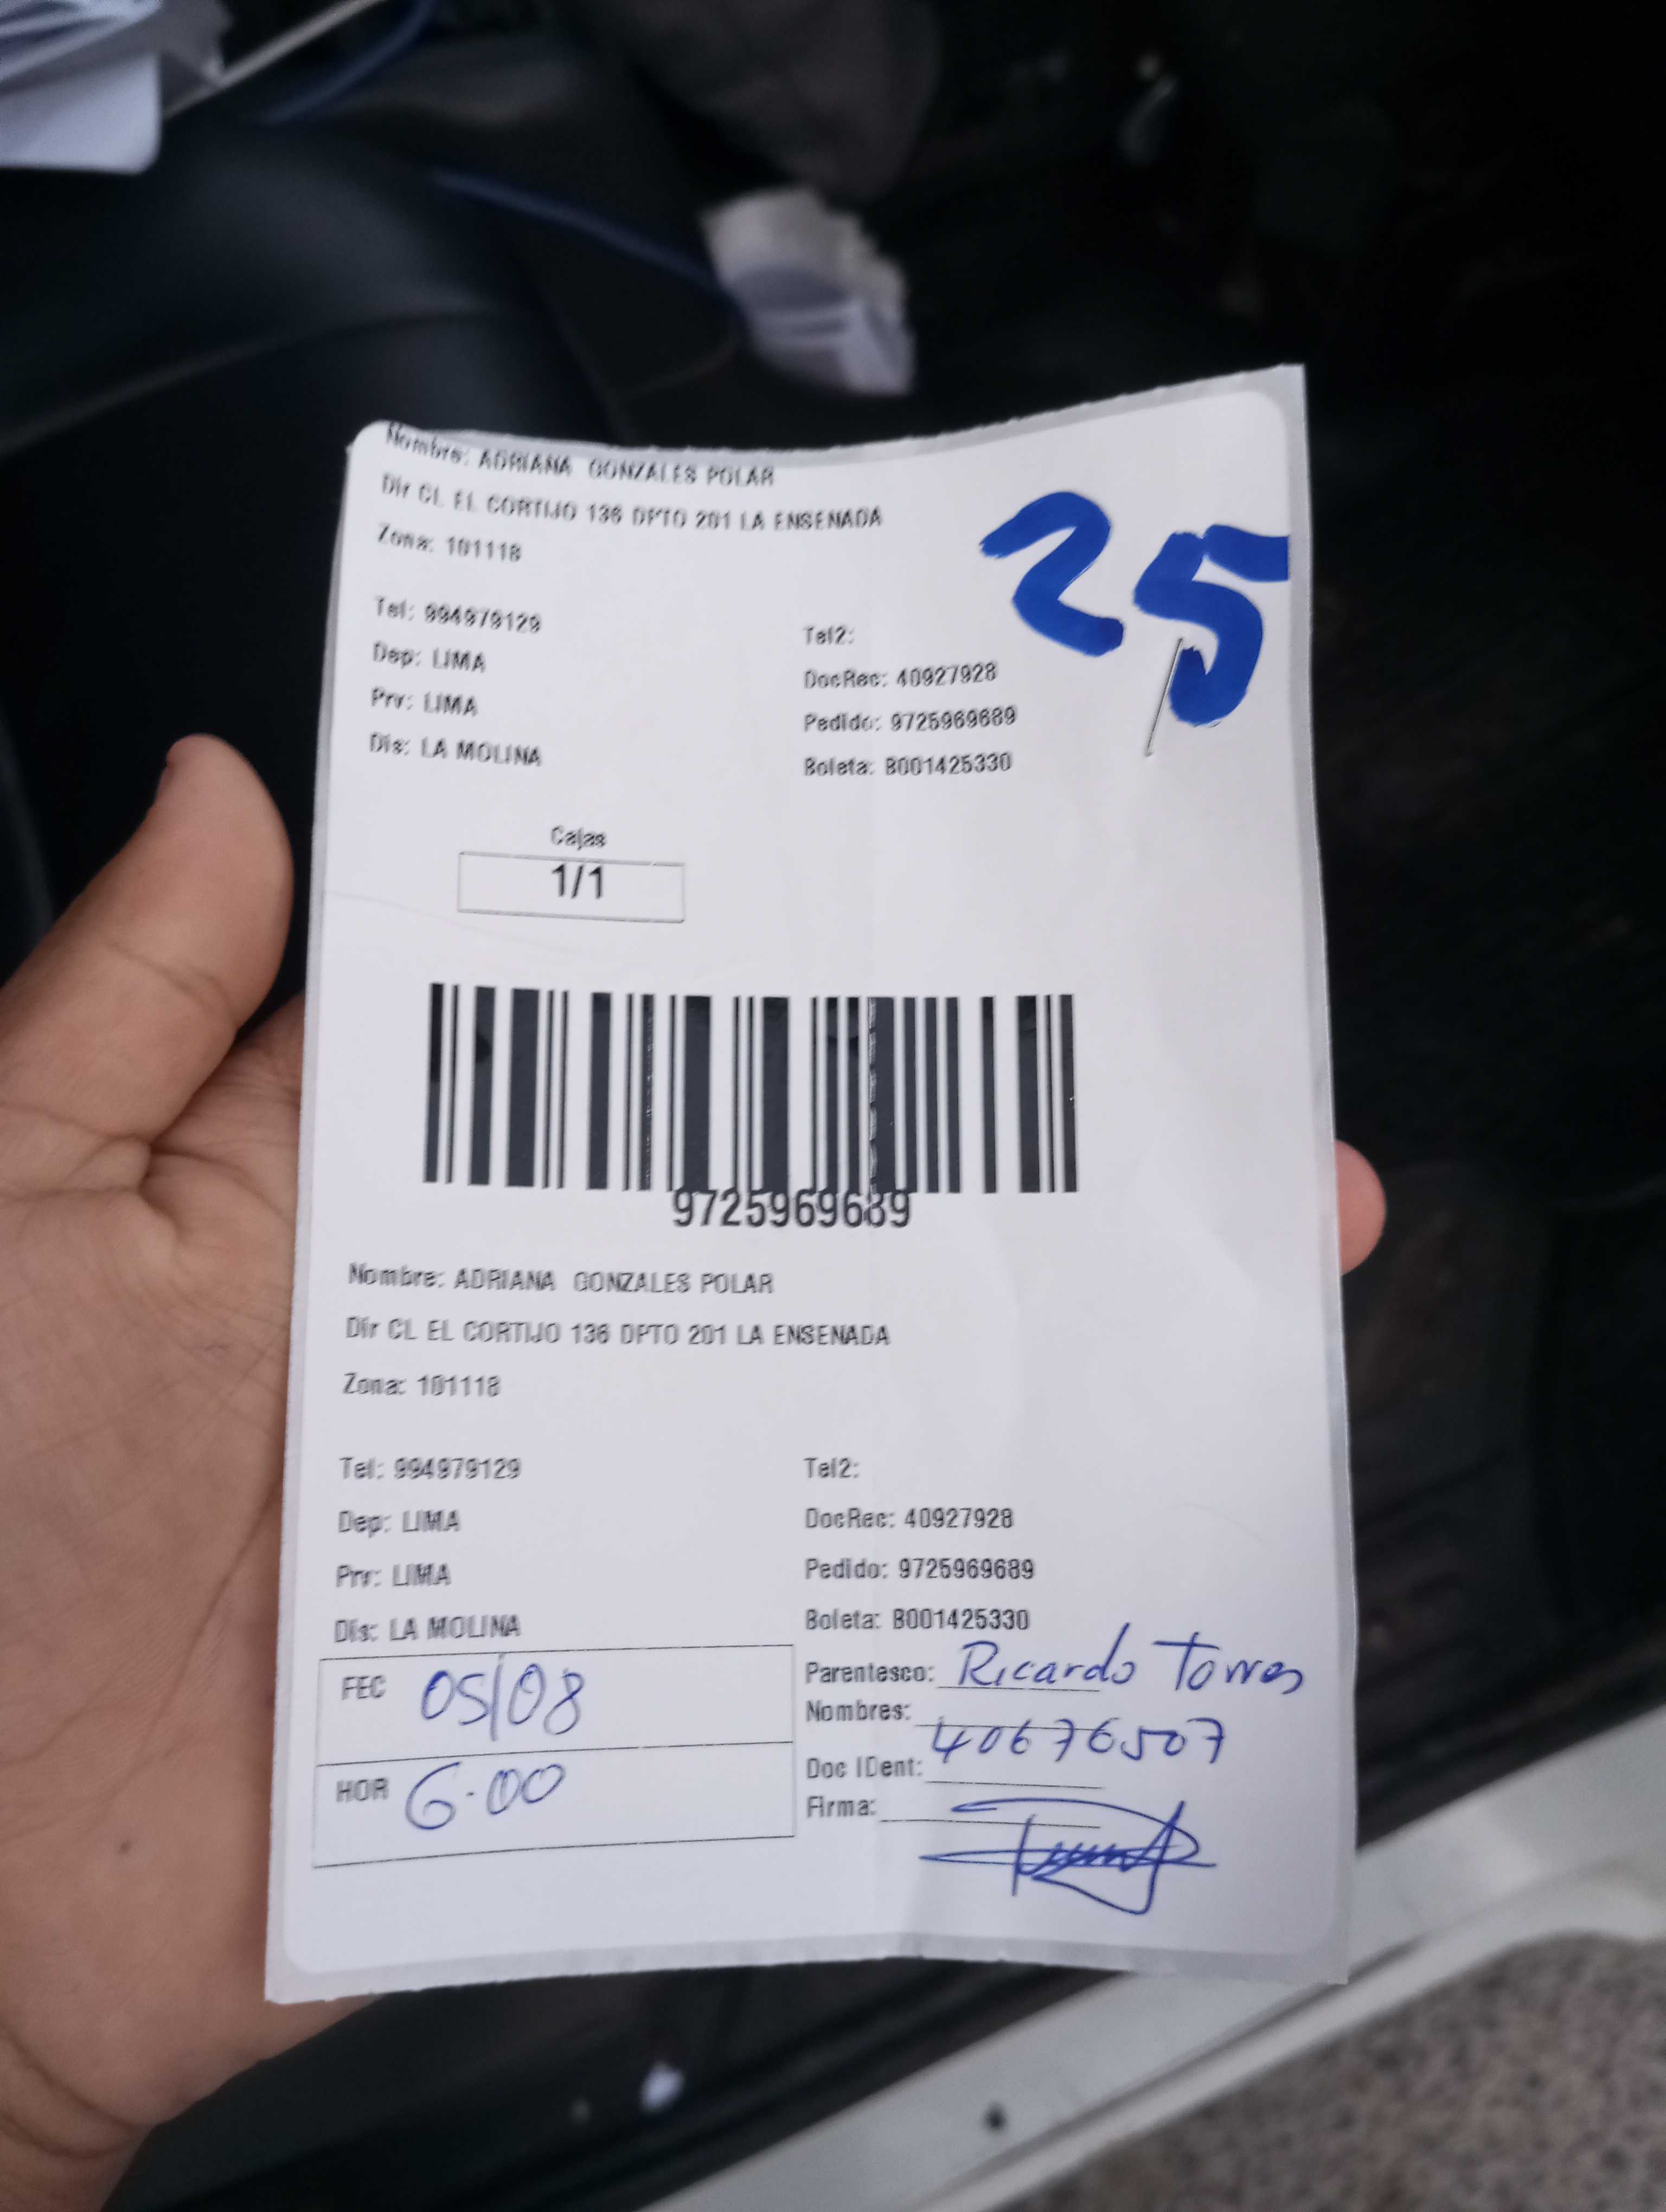 Nombre: ADRIANA GONZALES POLAR
Dir CL EL CORTIJO 136 DPTO 201 LA ENSENADA
Zona: 101118
25
Tel: 994979129
Tel2:
Dep: LIMA
DocRec: 40927928
Prv: LIMA
Pedido: 9725969689
Dis: LA MOLINA
Boleta: B001425330
Cajas
1/1
9725969689
Nombre: ADRIANA GONZALES POLAR
Dir CL EL CORTIJO 136 DPTO 201 LA ENSENADA
Zona: 101118
Tel: 994979129
Tel2:
Dep: LIMA
DocRec: 40927928
Prv: LIMA
Pedido: 9725969689
Dis: LA MOLINA
Boleta: B001425330
FEC 05/08
Parentesco: Ricardo Torres
Nombres:
40676507
HOR 6.00
Doc IDent:
Firma: